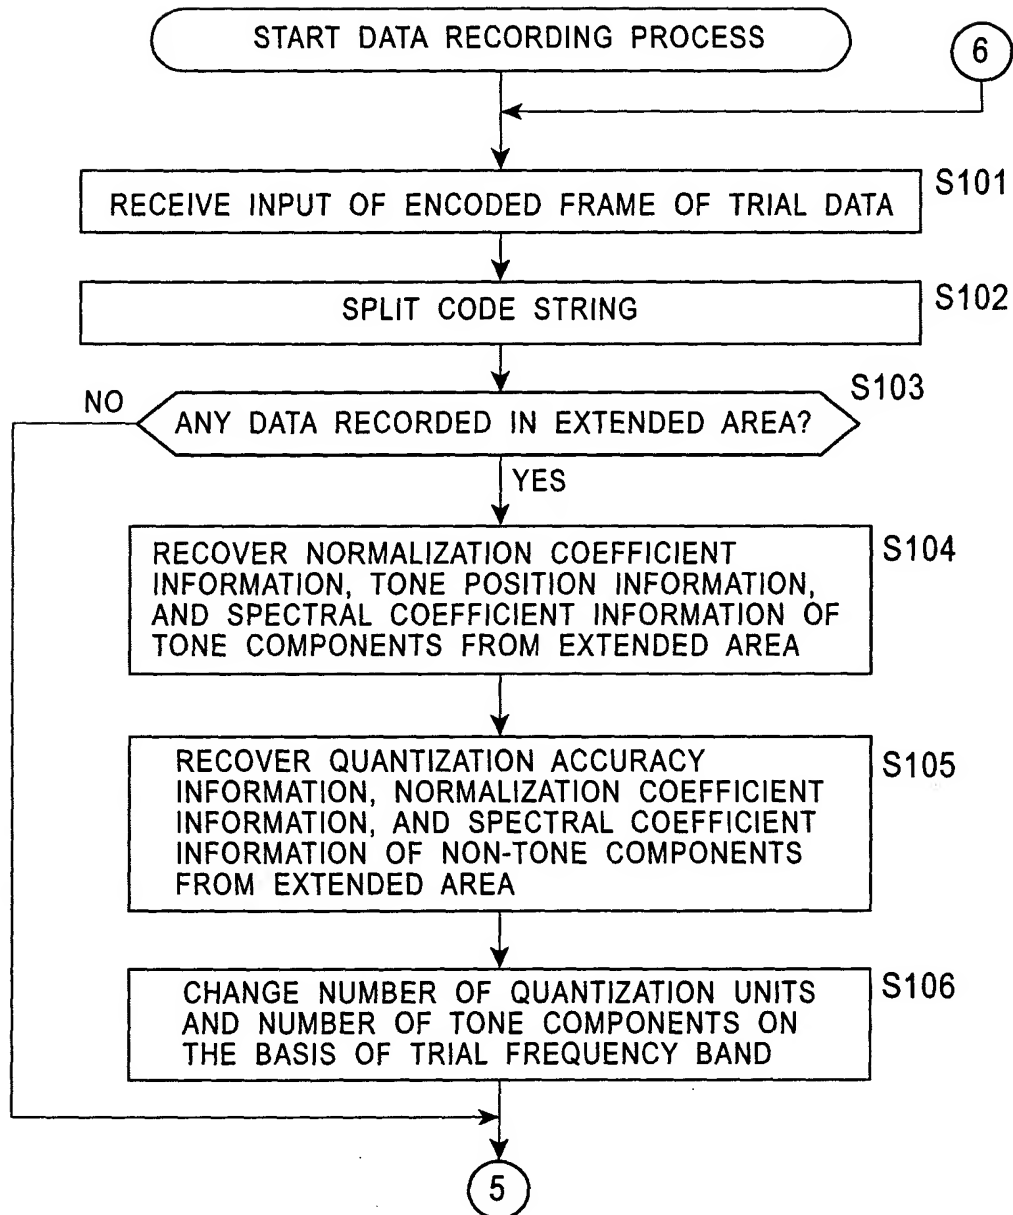 START DATA RECORDING PROCESS
6
RECEIVE INPUT OF ENCODED FRAME OF TRIAL DATA
S101
SPLIT CODE STRING
S102
ANY DATA RECORDED IN EXTENDED AREA?
S103
NO
YES
RECOVER NORMALIZATION COEFFICIENT
INFORMATION, TONE POSITION INFORMATION,
AND SPECTRAL COEFFICIENT INFORMATION OF
TONE COMPONENTS FROM EXTENDED AREA
S104
RECOVER QUANTIZATION ACCURACY
INFORMATION, NORMALIZATION COEFFICIENT
INFORMATION, AND SPECTRAL COEFFICIENT
INFORMATION OF NON-TONE COMPONENTS
FROM EXTENDED AREA
S105
CHANGE NUMBER OF QUANTIZATION UNITS
AND NUMBER OF TONE COMPONENTS ON
THE BASIS OF TRIAL FREQUENCY BAND
S106
5